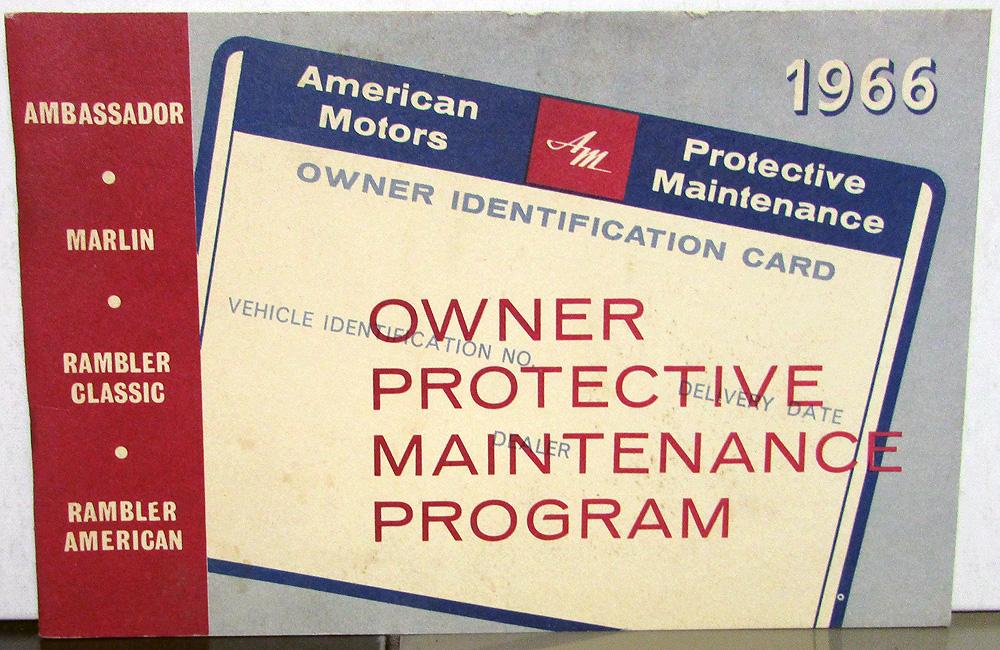 AMBASSADOR
MARLIN
RAMBLER
CLASSIC
RAMBLER
AMERICAN
1966
American
Motors
AM
Protective
Maintenance
OWNER IDENTIFICATION CARD
VEHICLE IDENTIFICATION NO.
DELIVERY DATE
DEALER
OWNER
PROTECTIVE
MAINTENANCE
PROGRAM